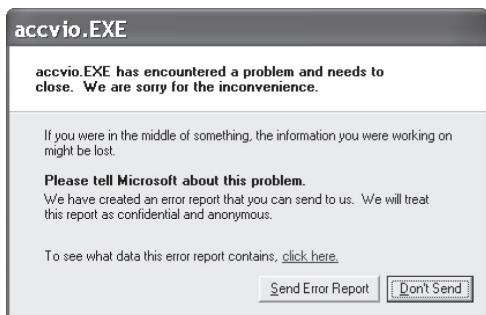 accvio.EXE
accvio.EXE has encountered a problem and needs to
close. We are sorry for the inconvenience.
If you were in the middle of something, the information you were working on
might be lost.
Please tell Microsoft about this problem.
We have created an error report that you can send to us. We will treat
this report as confidential and anonymous.
To see what data this error report contains, click here.
Send Error Report Don't Send